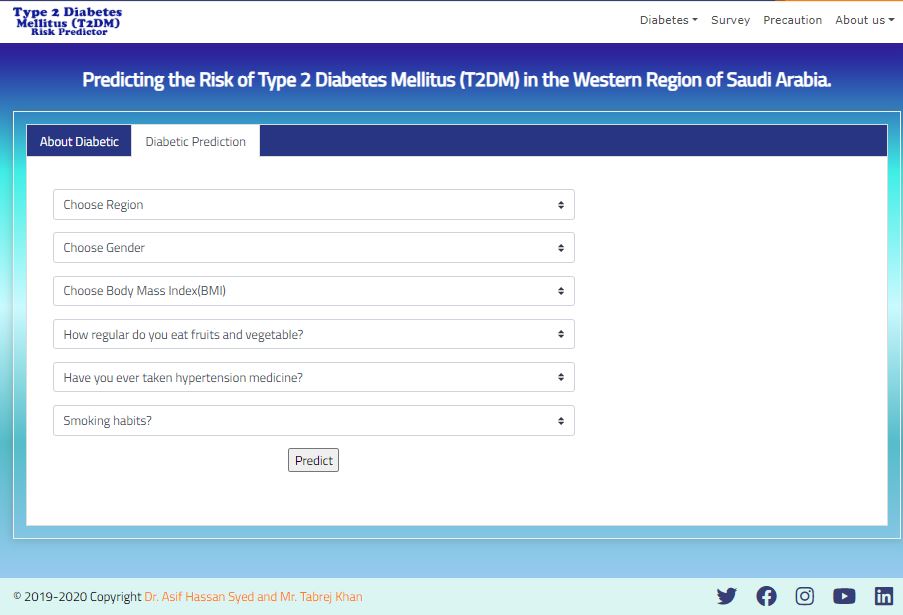 Type 2 Diabetes
Mellitus (T2DM)
Risk Predictor
Diabetes Survey Precaution About us
Predicting the Risk of Type 2 Diabetes Mellitus (T2DM) in the Western Region of Saudi Arabia.
About Diabetic Diabetic Prediction
Choose Region
Choose Gender
Choose Body Mass Index(BMI)
How regular do you eat fruits and vegetable?
Have you ever taken hypertension medicine?
Smoking habits?
Predict
© 2019-2020 Copyright Dr. Asif Hassan Syed and Mr. Tabrej Khan